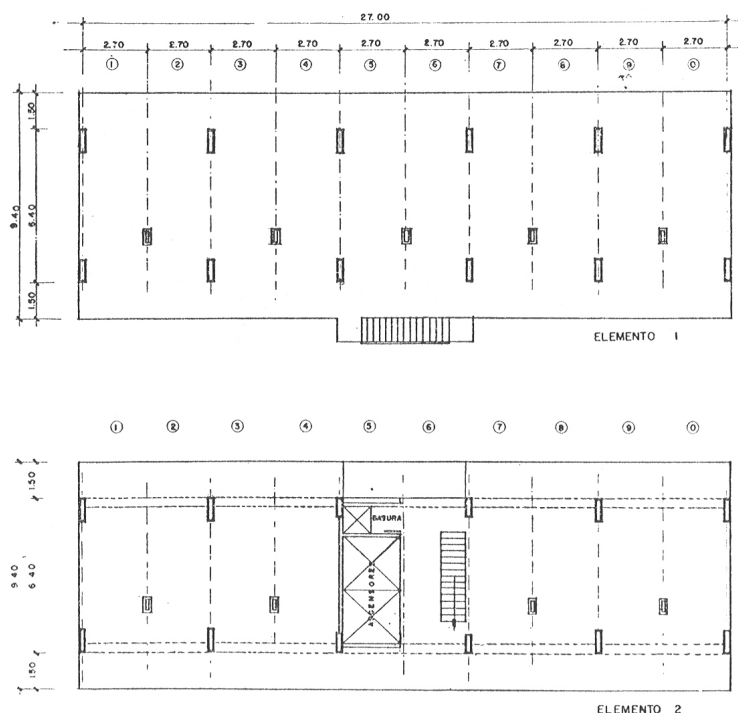 27.00
2.70 2.70 2.70 2.70 2.70 2.70 2.70 2.70 2.70 2.70
① ② ③ ④ ⑤ ⑥ ⑦ ⑧ ⑨ ⓪
1.50
9.40
6.40
1.50
ELEMENTO 1
① ② ③ ④ ⑤ ⑥ ⑦ ⑧ ⑨ ⓪
1.50
BASURA
9.40
6.40
ASCENSORES
1.50
ELEMENTO 2